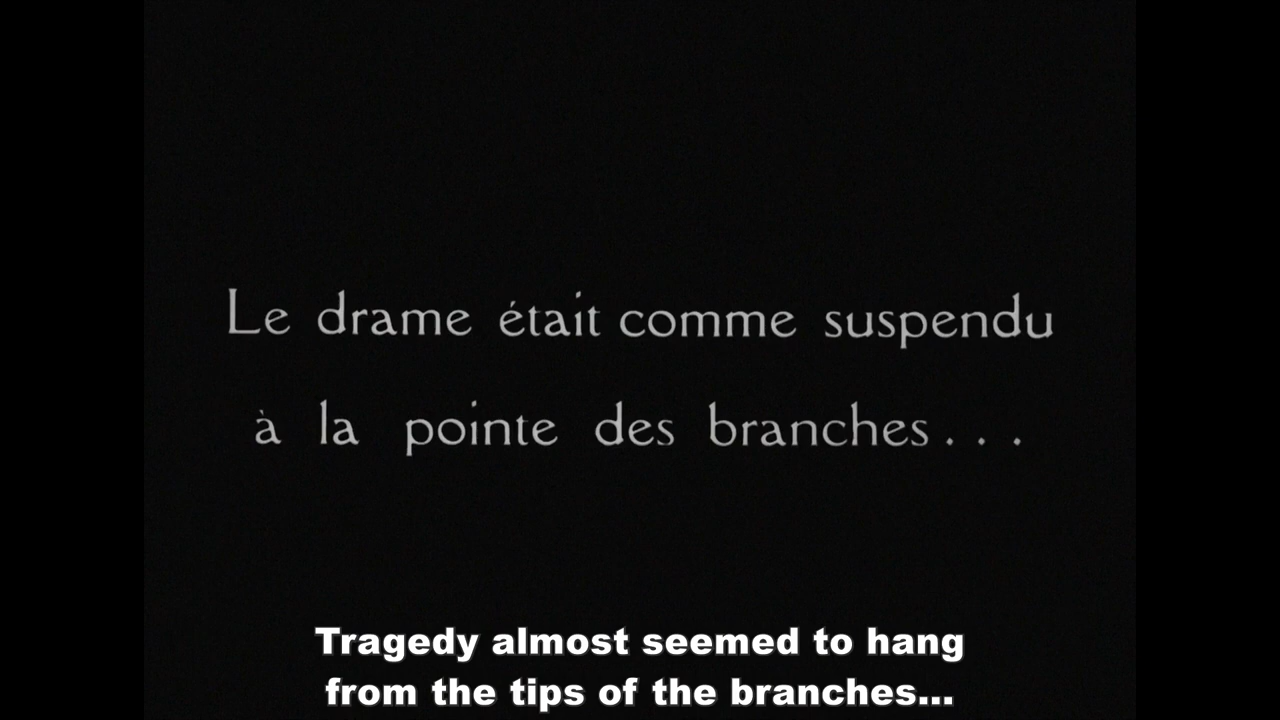 Le drame était comme suspendu
à la pointe des branches...
Tragedy almost seemed to hang
from the tips of the branches...